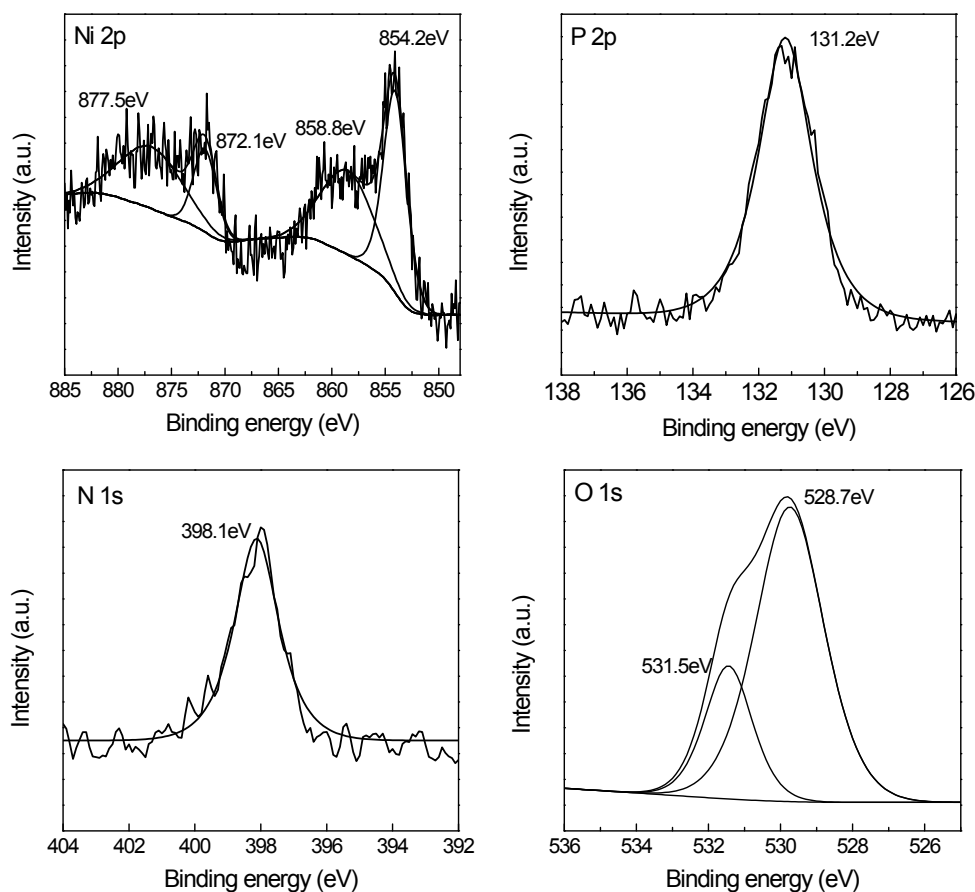 Ni 2p
854.2eV
877.5eV
872.1eV
858.8eV
Intensity (a.u.)
885 880 875 870 865 860 855 850
Binding energy (eV)
P 2p
131.2eV
Intensity (a.u.)
138 136 134 132 130 128 126
Binding energy (eV)
N 1s
398.1eV
Intensity (a.u.)
404 402 400 398 396 394 392
Binding energy (eV)
O 1s
528.7eV
531.5eV
Intensity (a.u.)
536 534 532 530 528 526
Binding energy (eV)